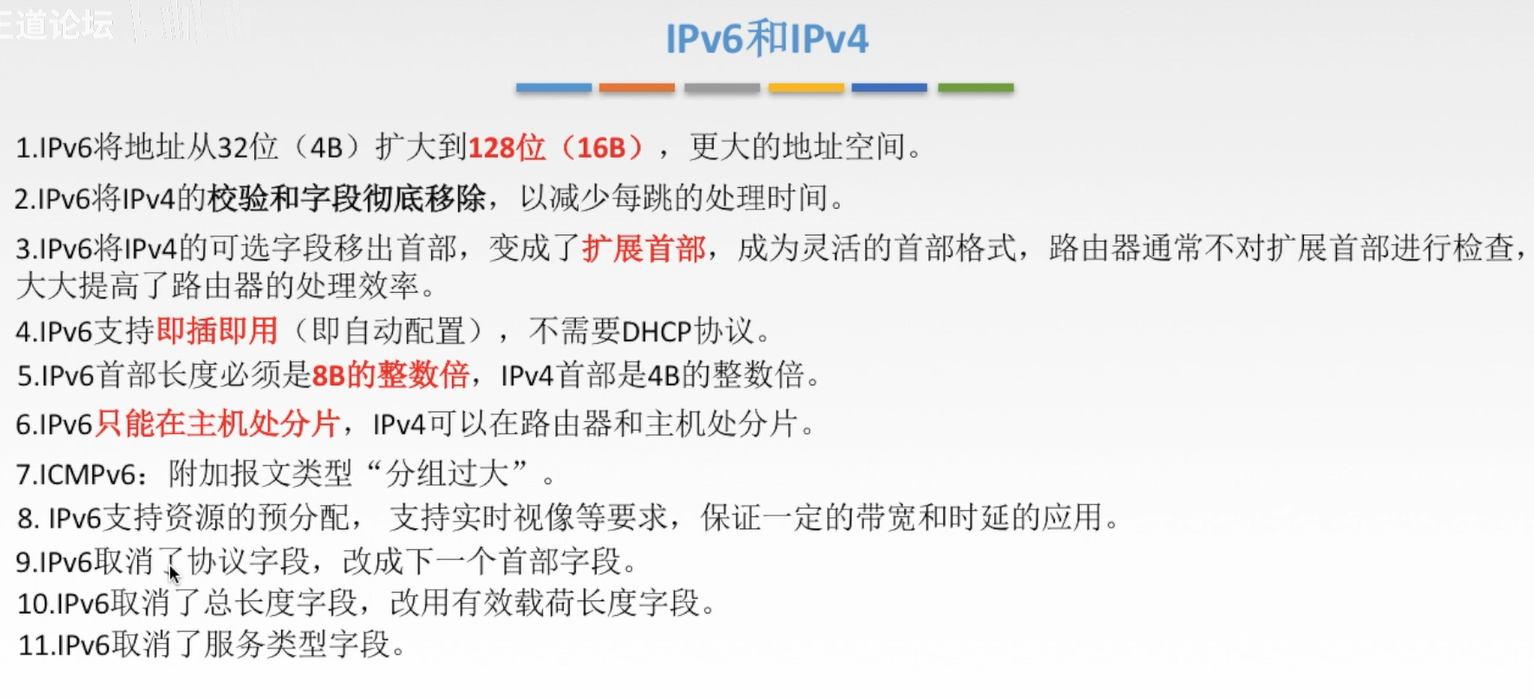 王道论坛
IPv6和IPv4
1.IPv6将地址从32位（4B）扩大到128位（16B），更大的地址空间。
2.IPv6将IPv4的校验和字段彻底移除，以减少每跳的处理时间。
3.IPv6将IPv4的可选字段移出首部，变成了扩展首部，成为灵活的首部格式，路由器通常不对扩展首部进行检查，
大大提高了路由器的处理效率。
4.IPv6支持即插即用（即自动配置），不需要DHCP协议。
5.IPv6首部长度必须是8B的整数倍，IPv4首部是4B的整数倍。
6.IPv6只能在主机处分片，IPv4可以在路由器和主机处分片。
7.ICMPv6：附加报文类型“分组过大”。
8. IPv6支持资源的预分配， 支持实时视像等要求，保证一定的带宽和时延的应用。
9.IPv6取消了协议字段，改成下一个首部字段。
10.IPv6取消了总长度字段，改用有效载荷长度字段。
11.IPv6取消了服务类型字段。